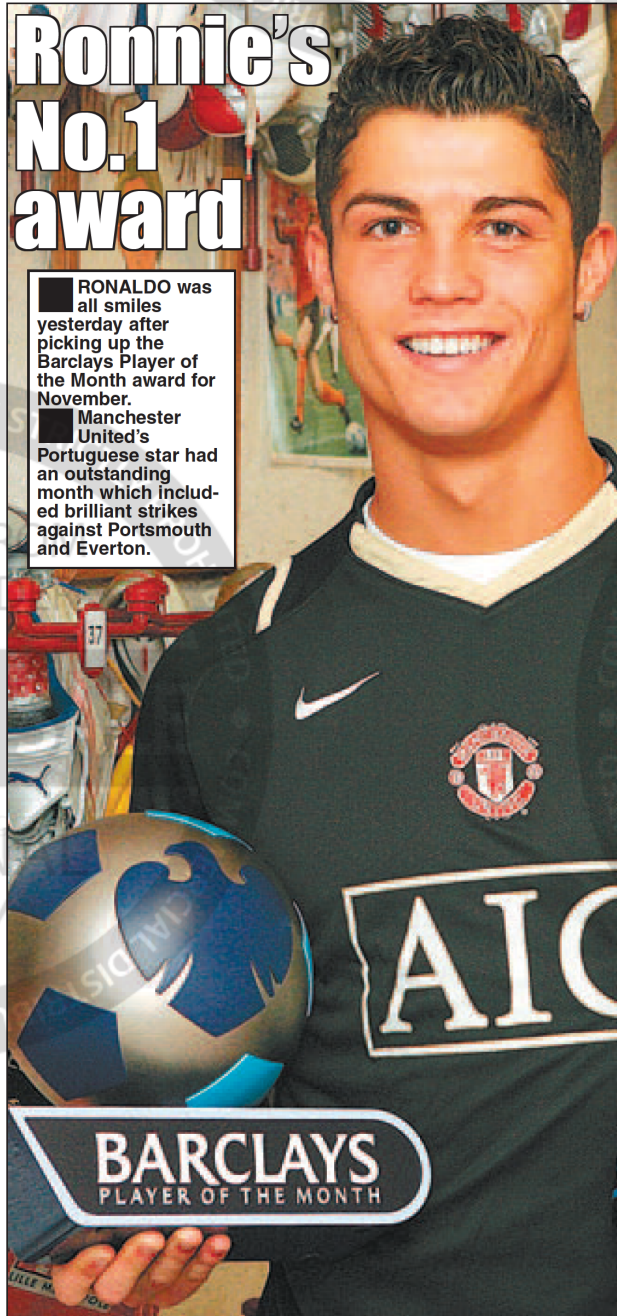 Ronnie's
No.1
award
RONALDO was
all smiles
yesterday after
picking up the
Barclays Player of
the Month award for
November.
Manchester
United's
Portuguese star had
an outstanding
month which includ-
ed brilliant strikes
against Portsmouth
and Everton.
37
AIG
BARCLAYS
PLAYER OF THE MONTH
LILLE M